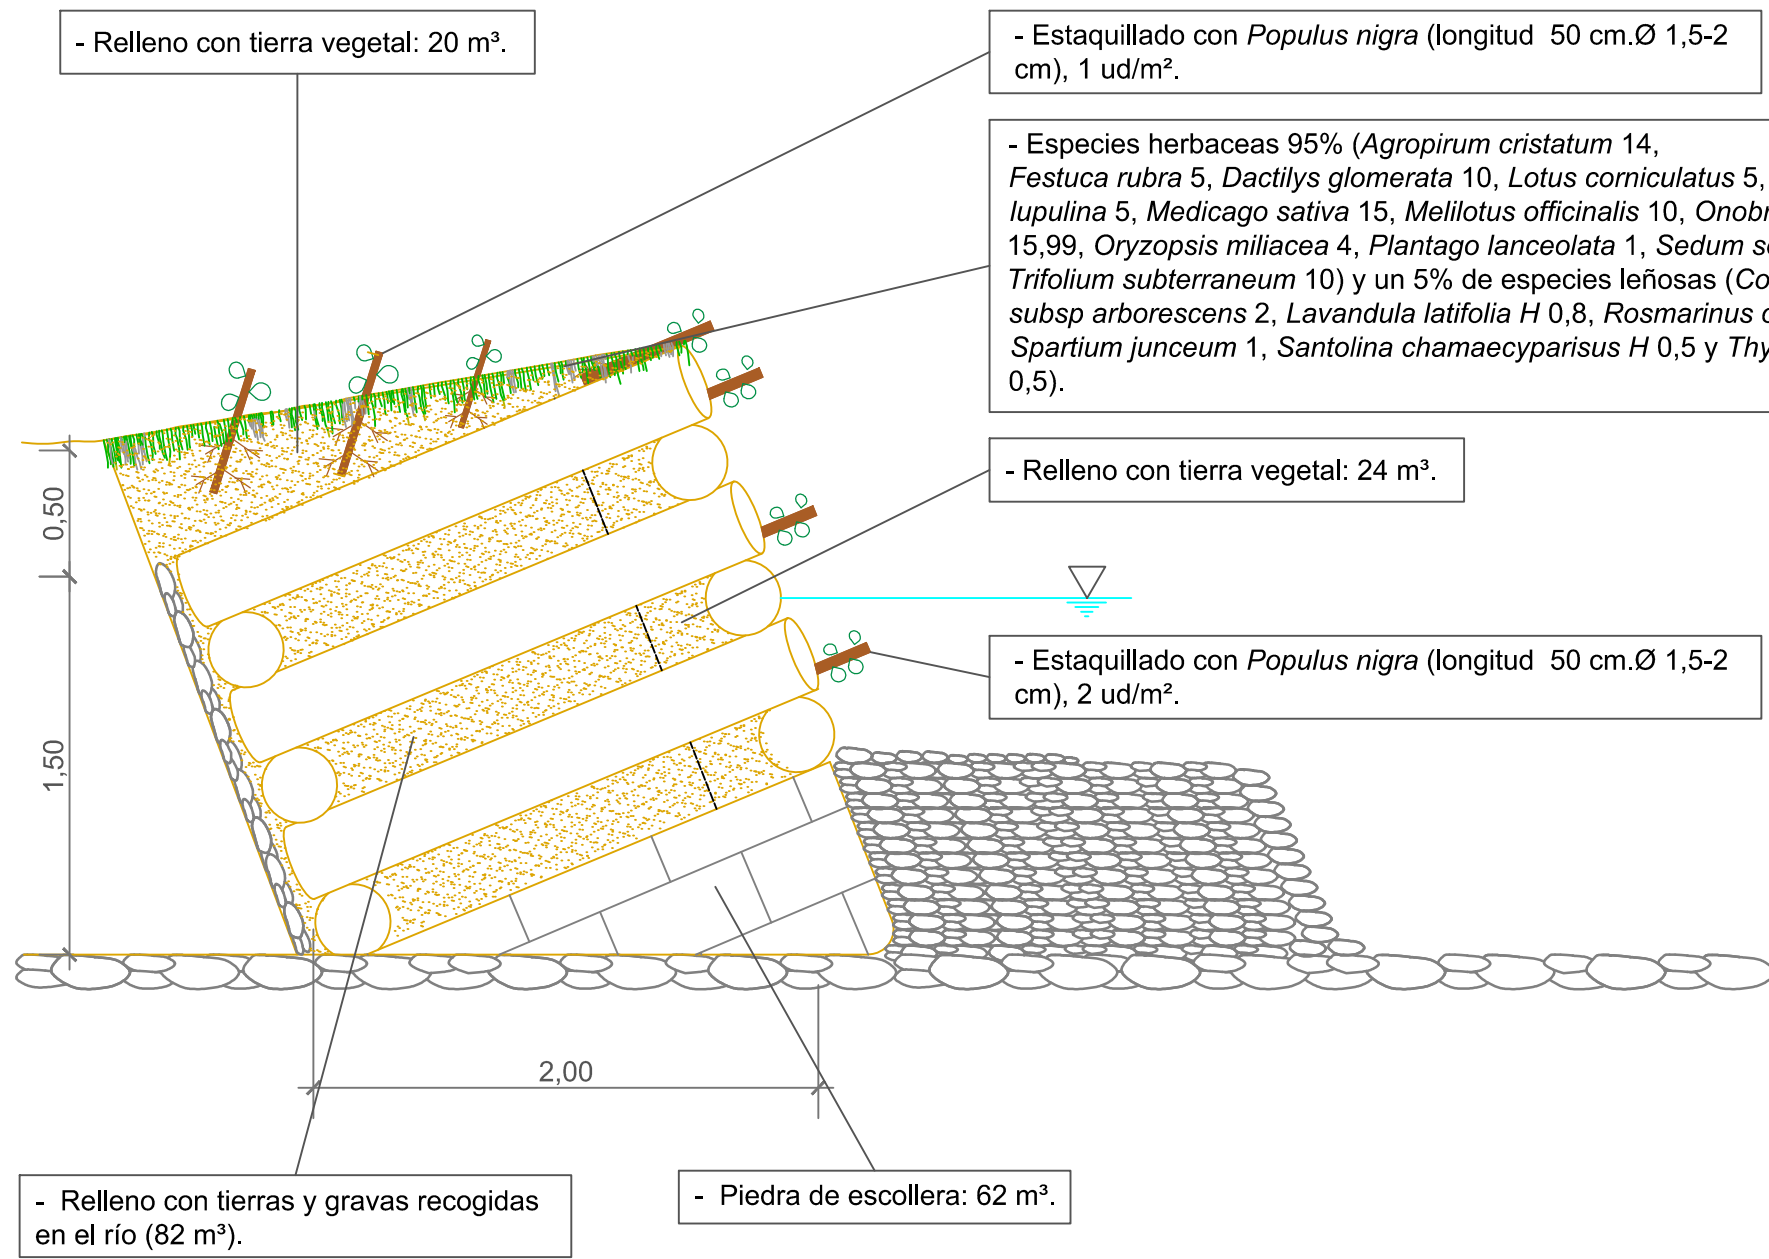 - Relleno con tierra vegetal: 20 m³.
- Estaquillado con Populus nigra (longitud  50 cm.Ø 1,5-2
cm), 1 ud/m².
- Especies herbaceas 95% (Agropirum cristatum 14,
Festuca rubra 5, Dactilys glomerata 10, Lotus corniculatus 5,
lupulina 5, Medicago sativa 15, Melilotus officinalis 10,
15,99, Oryzopsis miliacea 4, Plantago lanceolata 1, Sedum
Trifolium subterraneum 10) y un 5% de especies leñosas (
subsp arborescens 2, Lavandula latifolia H 0,8, Rosmarinus
Spartium junceum 1, Santolina chamaecyparisus H 0,5 y
0,5).
- Relleno con tierra vegetal: 24 m³.
- Estaquillado con Populus nigra (longitud  50 cm.Ø 1,5-2
cm), 2 ud/m².
0,50
1,50
2,00
-  Relleno con tierras y gravas recogidas
en el río (82 m³).
-  Piedra de escollera: 62 m³.